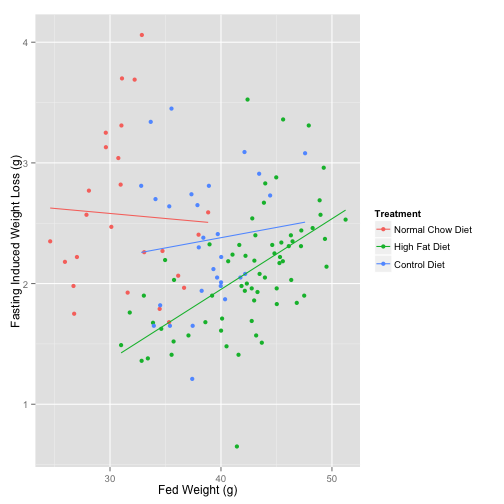 4
3
2
1
30 40 50
Fed Weight (g)
Fasting Induced Weight Loss (g)
Treatment
Normal Chow Diet
High Fat Diet
Control Diet